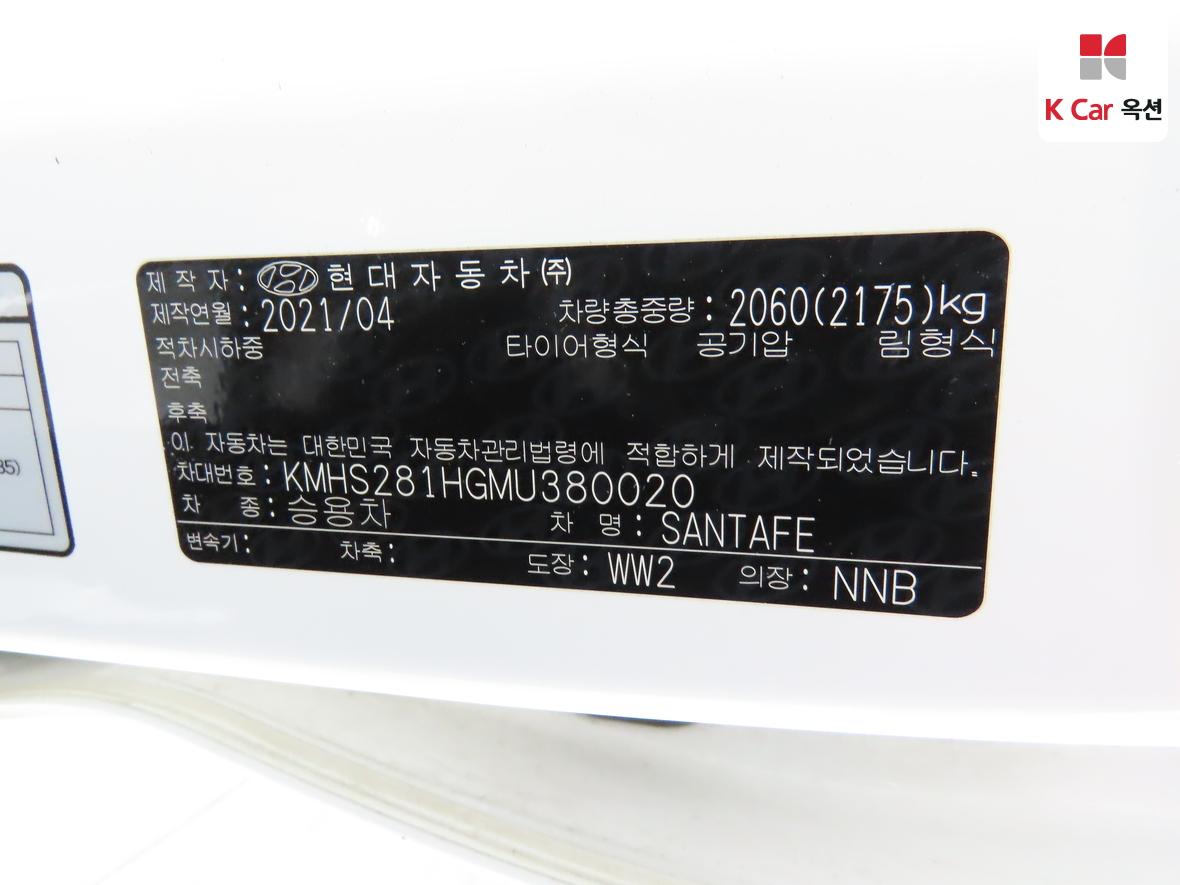 K Car 옥션
제 작 자 : 현 대 자 동 차 ㈜
제작연월 : 2021/04 차량총중량 : 2060(2175)kg
적차시하중 타이어형식 공기압 림형식
전축
후축
이 자동차는 대한민국 자동차관리법령에 적합하게 제작되었습니다.
차대번호 : KMHS281HGMU380020
차 종 : 승용차 차 명 : SANTAFE
변속기 : 차축 : 도장 : WW2 의장 : NNB